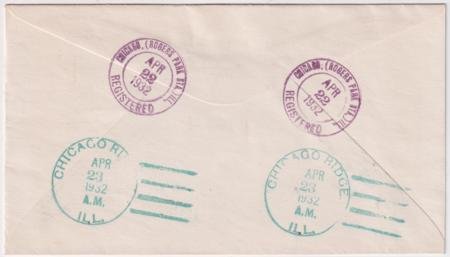 CHICAGO, (ROGERS PARK STA.) ILL.
APR
22
1932
REGISTERED
CHICAGO, (ROGERS PARK STA.) ILL.
APR
22
1932
REGISTERED
CHICAGO RI
APR
23
1932
A.M.
ILL.
CHICAGO RIDGE
APR
23
1932
A.M.
ILL.